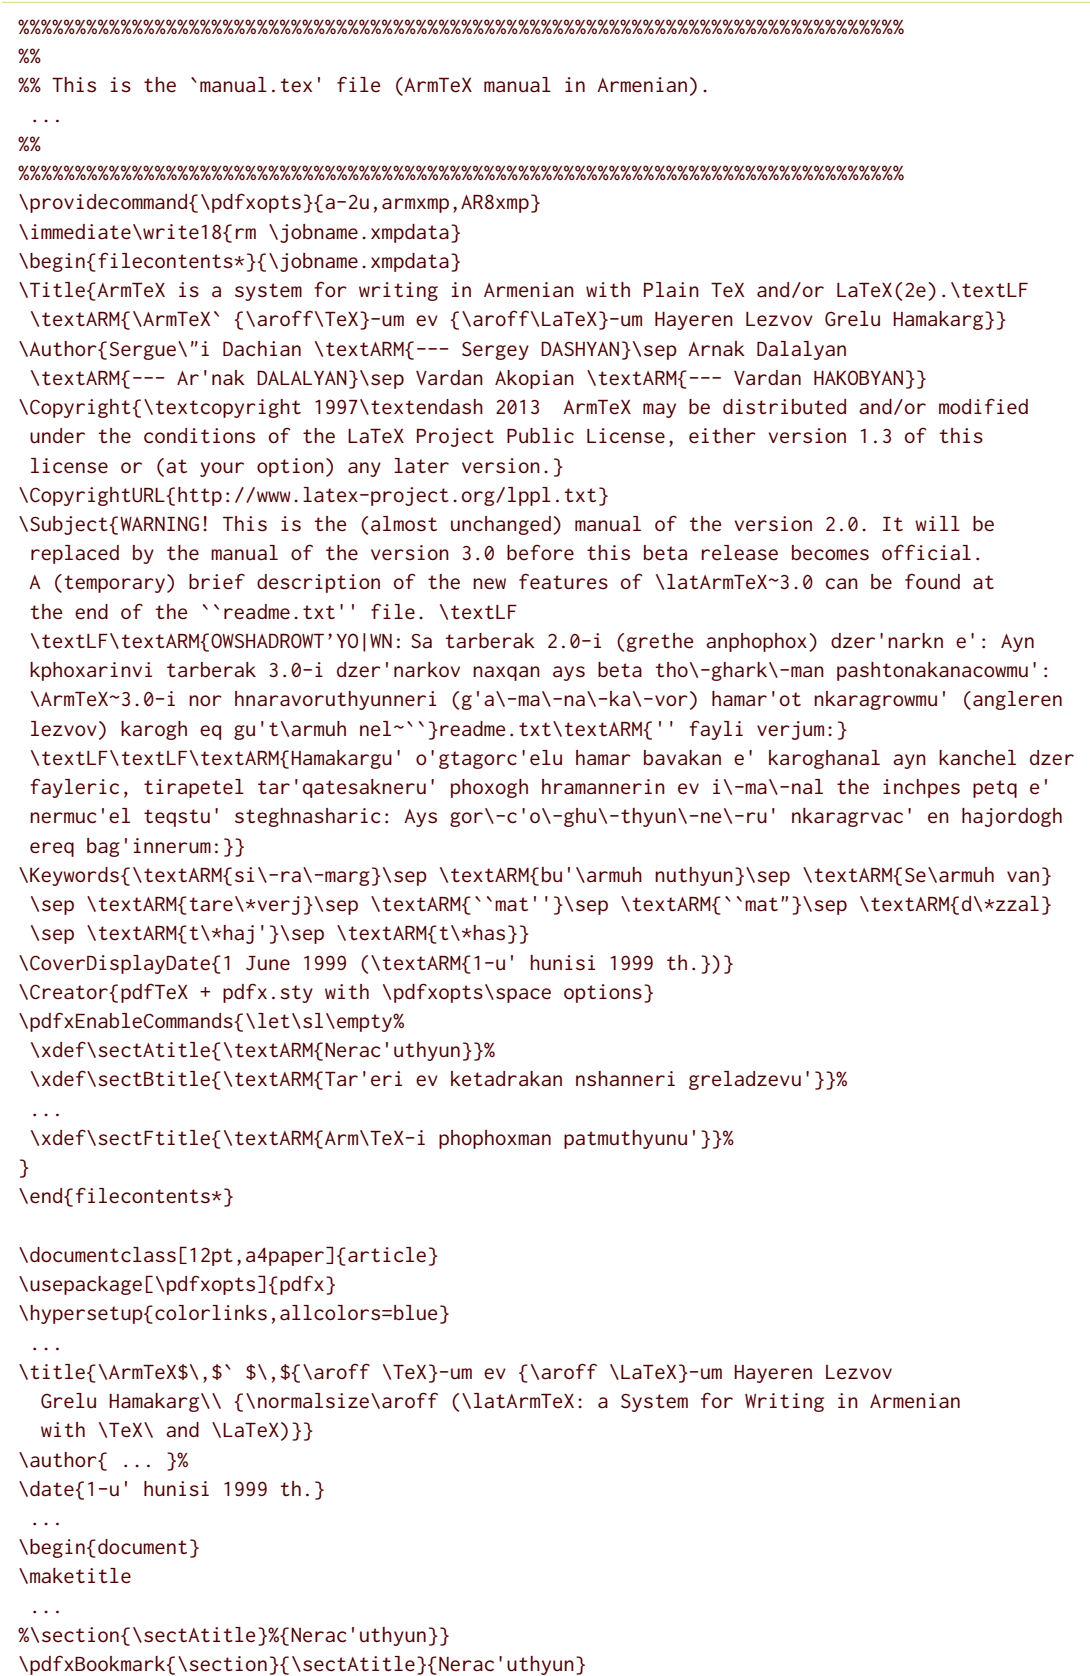 %%%%%%%%%%%%%%%%%%%%%%%%%%%%%%%%%%%%%%%%%%%%%%%%%%%%%%%%%%%%%%%%%%%%%%%%%%%%%%%%
%%
%% This is the `manual.tex' file (ArmTeX manual in Armenian).
...
%%
%%%%%%%%%%%%%%%%%%%%%%%%%%%%%%%%%%%%%%%%%%%%%%%%%%%%%%%%%%%%%%%%%%%%%%%%%%%%%%%%
\providecommand{\pdfxopts}{a-2u,armxmp,AR8xmp}
\immediate\write18{rm \jobname.xmpdata}
\begin{filecontents*}{\jobname.xmpdata}
\Title{ArmTeX is a system for writing in Armenian with Plain TeX and/or LaTeX(2e).\textLF
\textARM{\ArmTeX` {\aroff\TeX}-um ev {\aroff\LaTeX}-um Hayeren Lezvov Grelu Hamakarg}}
\Author{Sergue\"i Dachian \textARM{--- Sergey DASHYAN}\sep Arnak Dalalyan
\textARM{--- Ar'nak DALALYAN}\sep Vardan Akopian \textARM{--- Vardan HAKOBYAN}}
\Copyright{\textcopyright 1997\textendash 2013  ArmTeX may be distributed and/or modified
under the conditions of the LaTeX Project Public License, either version 1.3 of this
license or (at your option) any later version.}
\CopyrightURL{http://www.latex-project.org/lppl.txt}
\Subject{WARNING! This is the (almost unchanged) manual of the version 2.0. It will be
replaced by the manual of the version 3.0 before this beta release becomes official.
A (temporary) brief description of the new features of \latArmTeX~3.0 can be found at
the end of the ``readme.txt'' file. \textLF
\textLF\textARM{OWSHADROWT’YO|WN: Sa tarberak 2.0-i (grethe anphophox) dzer'narkn e': Ayn
kphoxarinvi tarberak 3.0-i dzer'narkov naxqan ays beta tho\-ghark\-man pashtonakanacowmu':
\ArmTeX~3.0-i nor hnaravoruthyunneri (g'a\-ma\-na\-ka\-vor) hamar'ot nkaragrowmu' (angleren
lezvov) karogh eq gu't\armuh nel~``}readme.txt\textARM{'' fayli verjum:}
\textLF\textLF\textARM{Hamakargu' o'gtagorc'elu hamar bavakan e' karoghanal ayn kanchel dzer
fayleric, tirapetel tar'qatesakneru' phoxogh hramannerin ev i\-ma\-nal the inchpes petq e'
nermuc'el teqstu' steghnasharic: Ays gor\-c'o\-ghu\-thyun\-ne\-ru' nkaragrvac' en hajordogh
ereq bag'innerum:}}
\Keywords{\textARM{si\-ra\-marg}\sep \textARM{bu'\armuh nuthyun}\sep \textARM{Se\armuh van}
\sep \textARM{tare\*verj}\sep \textARM{``mat''}\sep \textARM{``mat"}\sep \textARM{d\*zzal}
\sep \textARM{t\*haj'}\sep \textARM{t\*has}}
\CoverDisplayDate{1 June 1999 (\textARM{1-u' hunisi 1999 th.})}
\Creator{pdfTeX + pdfx.sty with \pdfxopts\space options}
\pdfxEnableCommands{\let\sl\empty%
\xdef\sectAtitle{\textARM{Nerac'uthyun}}%
\xdef\sectBtitle{\textARM{Tar'eri ev ketadrakan nshanneri greladzevu'}}%
...
\xdef\sectFtitle{\textARM{Arm\TeX-i phophoxman patmuthyunu'}}%
}
\end{filecontents*}

\documentclass[12pt,a4paper]{article}
\usepackage[\pdfxopts]{pdfx}
\hypersetup{colorlinks,allcolors=blue}
...
\title{\ArmTeX$\,$` $\,${\aroff \TeX}-um ev {\aroff \LaTeX}-um Hayeren Lezvov
Grelu Hamakarg\\ {\normalsize\aroff (\latArmTeX: a System for Writing in Armenian
with \TeX\ and \LaTeX)}}
\author{ ... }%
\date{1-u' hunisi 1999 th.}
...
\begin{document}
\maketitle
...
%\section{\sectAtitle}%{Nerac'uthyun}}
\pdfxBookmark{\section}{\sectAtitle}{Nerac'uthyun}